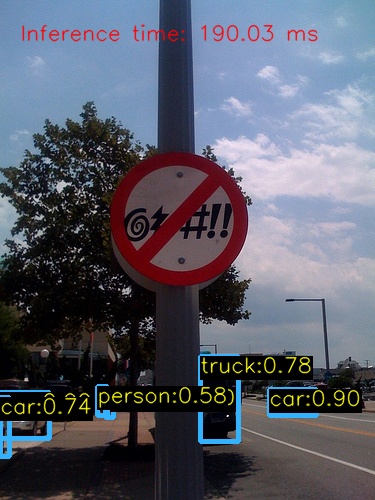 Inference time: 190.03 ms
@⚡#!!
truck:0.78
person:0.58)
car:0.90
car:0.74